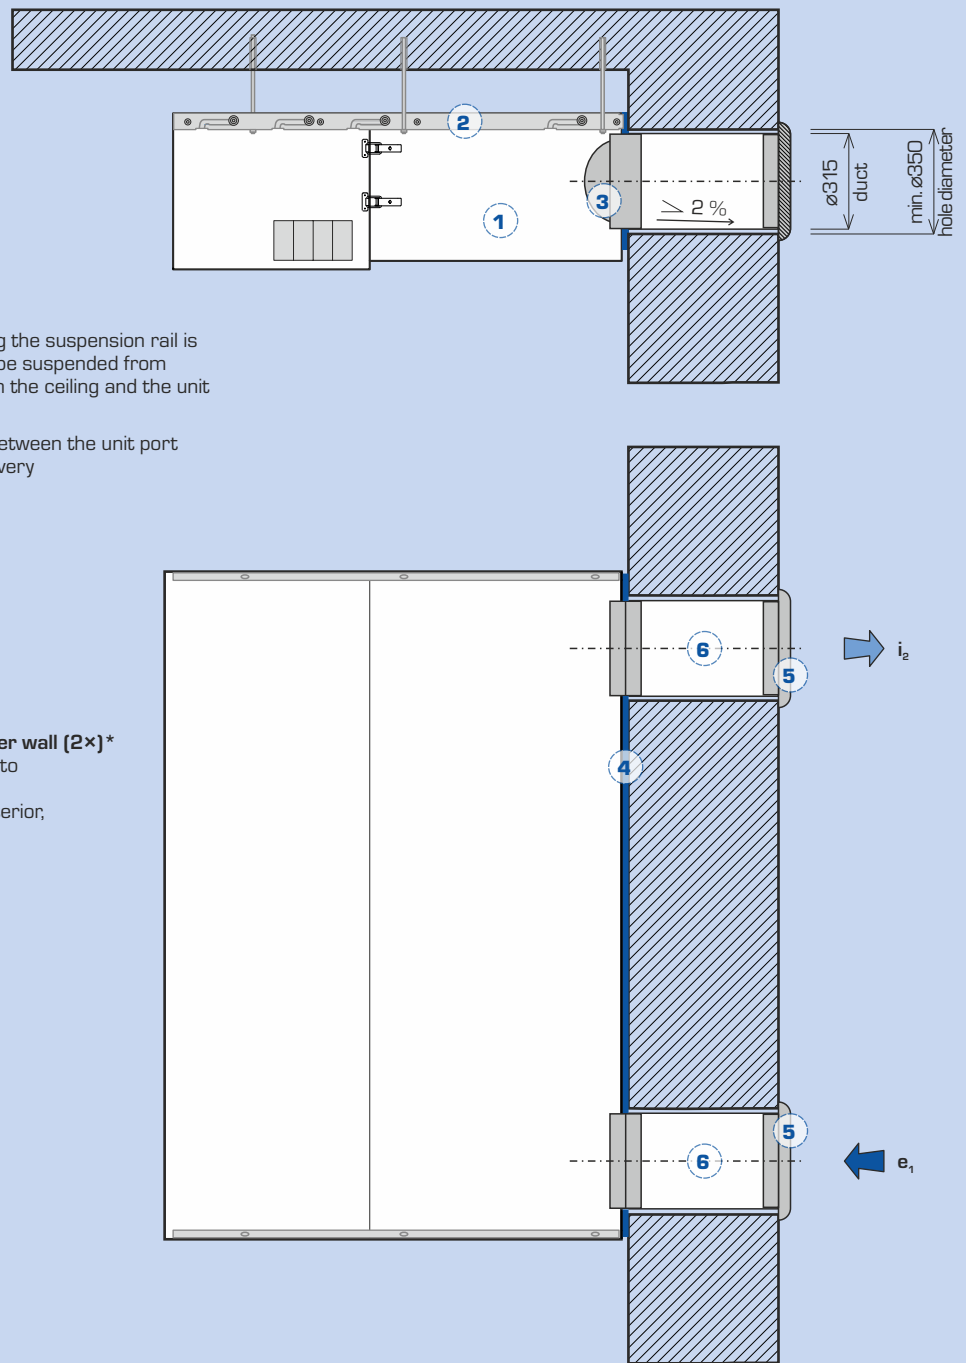 2
1
3
⩾ 2 %
ø315
duct
min. ø350
hole diameter
g the suspension rail is
be suspended from
n the ceiling and the unit
etween the unit port
very
6
i₂
5
er wall (2×)*
to
4
erior,
5
6
e₁